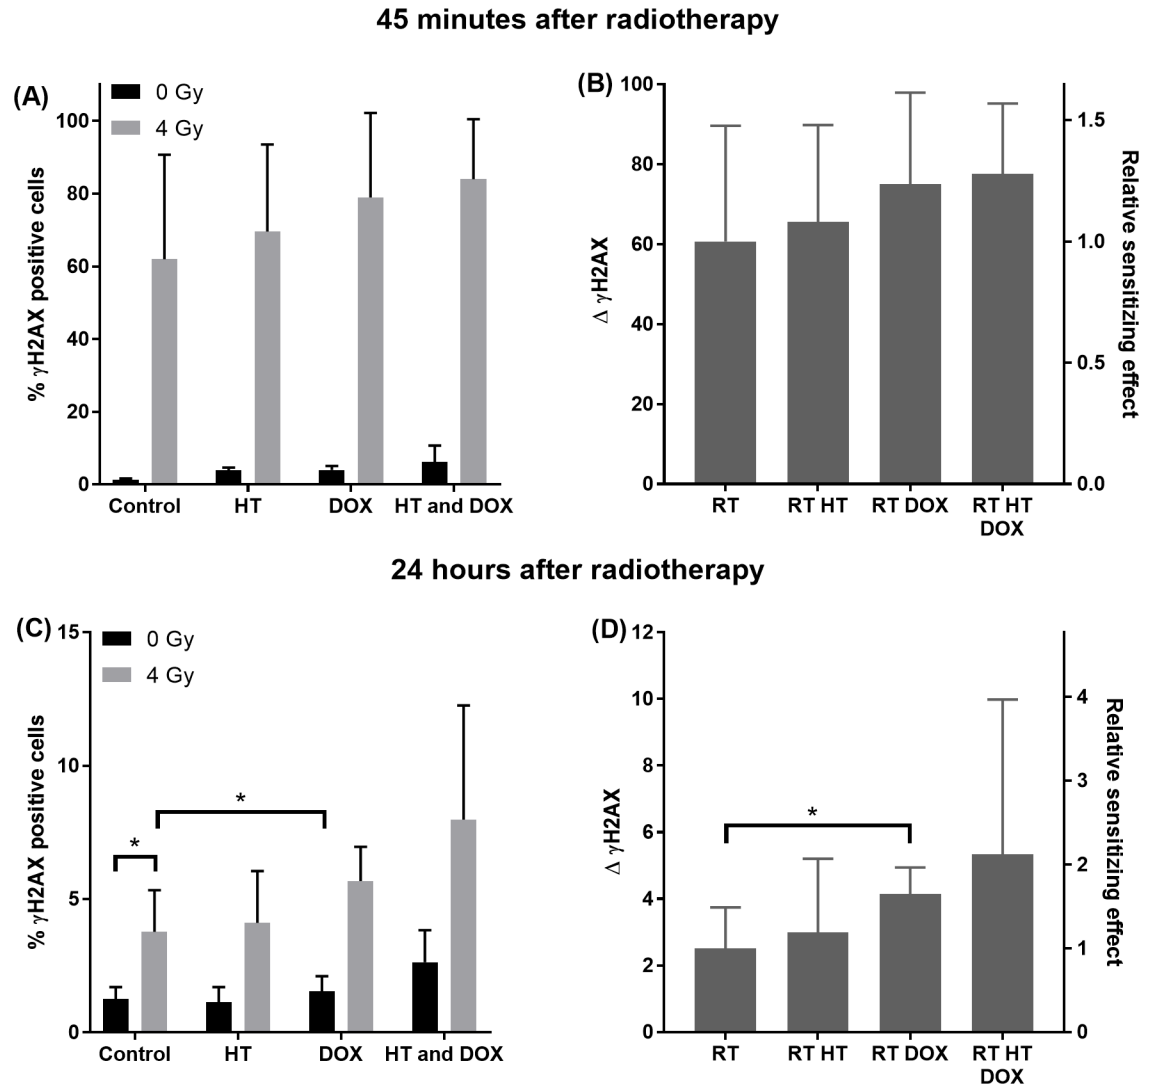 45 minutes after radiotherapy
(A)
0 Gy
4 Gy
% γH2AX positive cells
100
80
60
40
20
0
Control HT DOX HT and DOX
(B)
Δ γH2AX
100
80
60
40
20
0
1.5
1.0
0.5
0.0
Relative sensitizing effect
RT RT HT RT DOX RT HT
DOX
24 hours after radiotherapy
(C)
0 Gy
4 Gy
% γH2AX positive cells
15
10
5
0
*
*
Control HT DOX HT and DOX
(D)
Δ γH2AX
12
10
8
6
4
2
0
*
4
3
2
1
0
Relative sensitizing effect
RT RT HT RT DOX RT HT
DOX